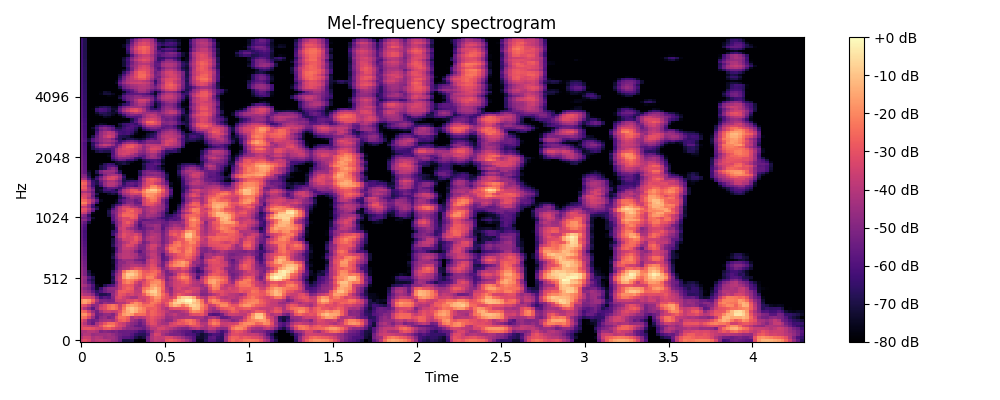 Mel-frequency spectrogram
+0 dB
-10 dB
-20 dB
-30 dB
-40 dB
-50 dB
-60 dB
-70 dB
-80 dB
Hz
4096
2048
1024
512
0
0 0.5 1 1.5 2 2.5 3 3.5 4
Time